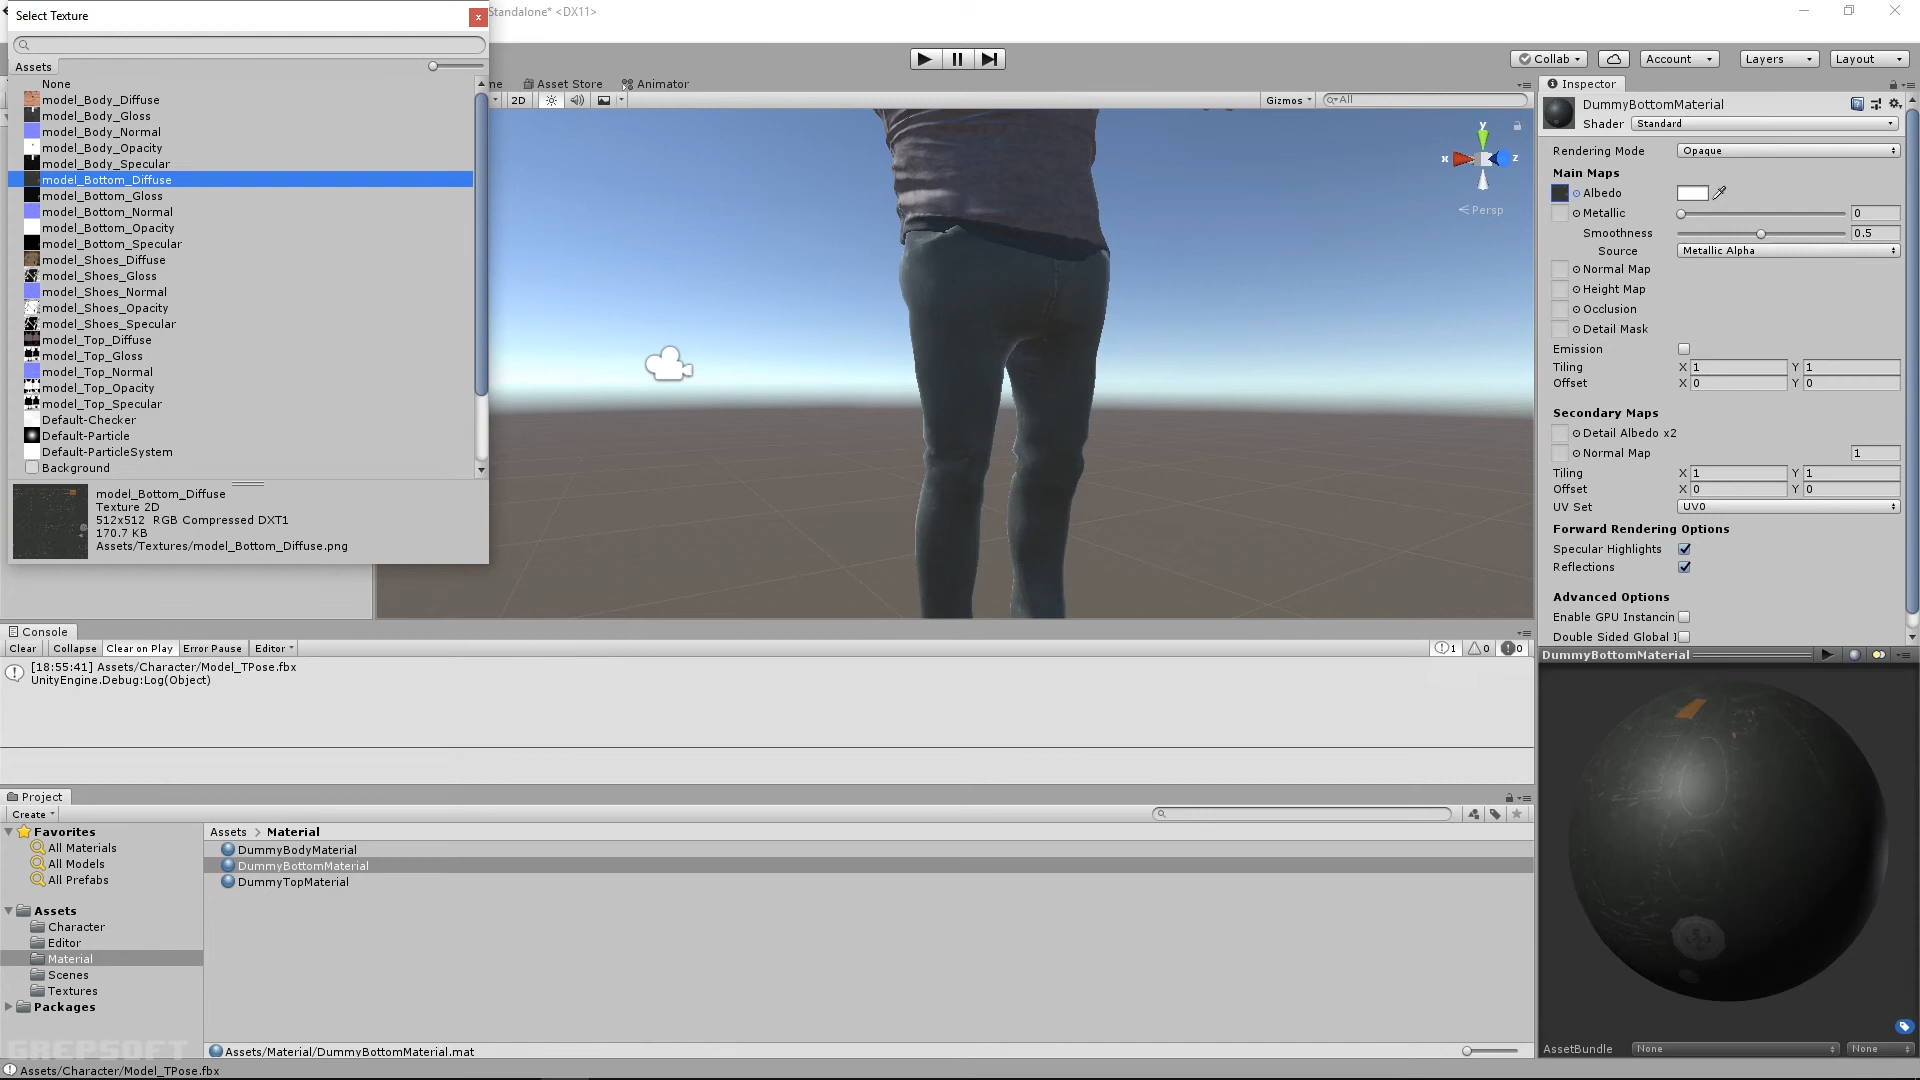 Select Texture
x
Standalone* <DX11>
Collab
Account
Layers
Layout
Assets
None
model_Body_Diffuse
model_Body_Gloss
model_Body_Normal
model_Body_Opacity
model_Body_Specular
model_Bottom_Diffuse
model_Bottom_Gloss
model_Bottom_Normal
model_Bottom_Opacity
model_Bottom_Specular
model_Shoes_Diffuse
model_Shoes_Gloss
model_Shoes_Normal
model_Shoes_Opacity
model_Shoes_Specular
model_Top_Diffuse
model_Top_Gloss
model_Top_Normal
model_Top_Opacity
model_Top_Specular
Default-Checker
Default-Particle
Default-ParticleSystem
Background
model_Bottom_Diffuse
Texture 2D
512x512 RGB Compressed DXT1
170.7 KB
Assets/Textures/model_Bottom_Diffuse.png
me
Asset Store
Animator
2D
Gizmos
All
y
x
z
Persp
Inspector
DummyBottomMaterial
Shader
Standard
Rendering Mode
Opaque
Main Maps
Albedo
Metallic
0
Smoothness
0.5
Source
Metallic Alpha
Normal Map
Height Map
Occlusion
Detail Mask
Emission
Tiling X 1 Y 1
Offset X 0 Y 0
Secondary Maps
Detail Albedo x2
Normal Map
1
Tiling X 1 Y 1
Offset X 0 Y 0
UV Set
UV0
Forward Rendering Options
Specular Highlights
Reflections
Advanced Options
Enable GPU Instancin
Double Sided Global I
DummyBottomMaterial
AssetBundle
None
None
Console
Clear
Collapse
Clear on Play
Error Pause
Editor
1
0
0
[18:55:41] Assets/Character/Model_TPose.fbx
UnityEngine.Debug:Log(Object)
Project
Create
Favorites
All Materials
All Models
All Prefabs
Assets
Character
Editor
Material
Scenes
Textures
Packages
Assets > Material
DummyBodyMaterial
DummyBottomMaterial
DummyTopMaterial
Assets/Material/DummyBottomMaterial.mat
GREPSOFT
Assets/Character/Model_TPose.fbx